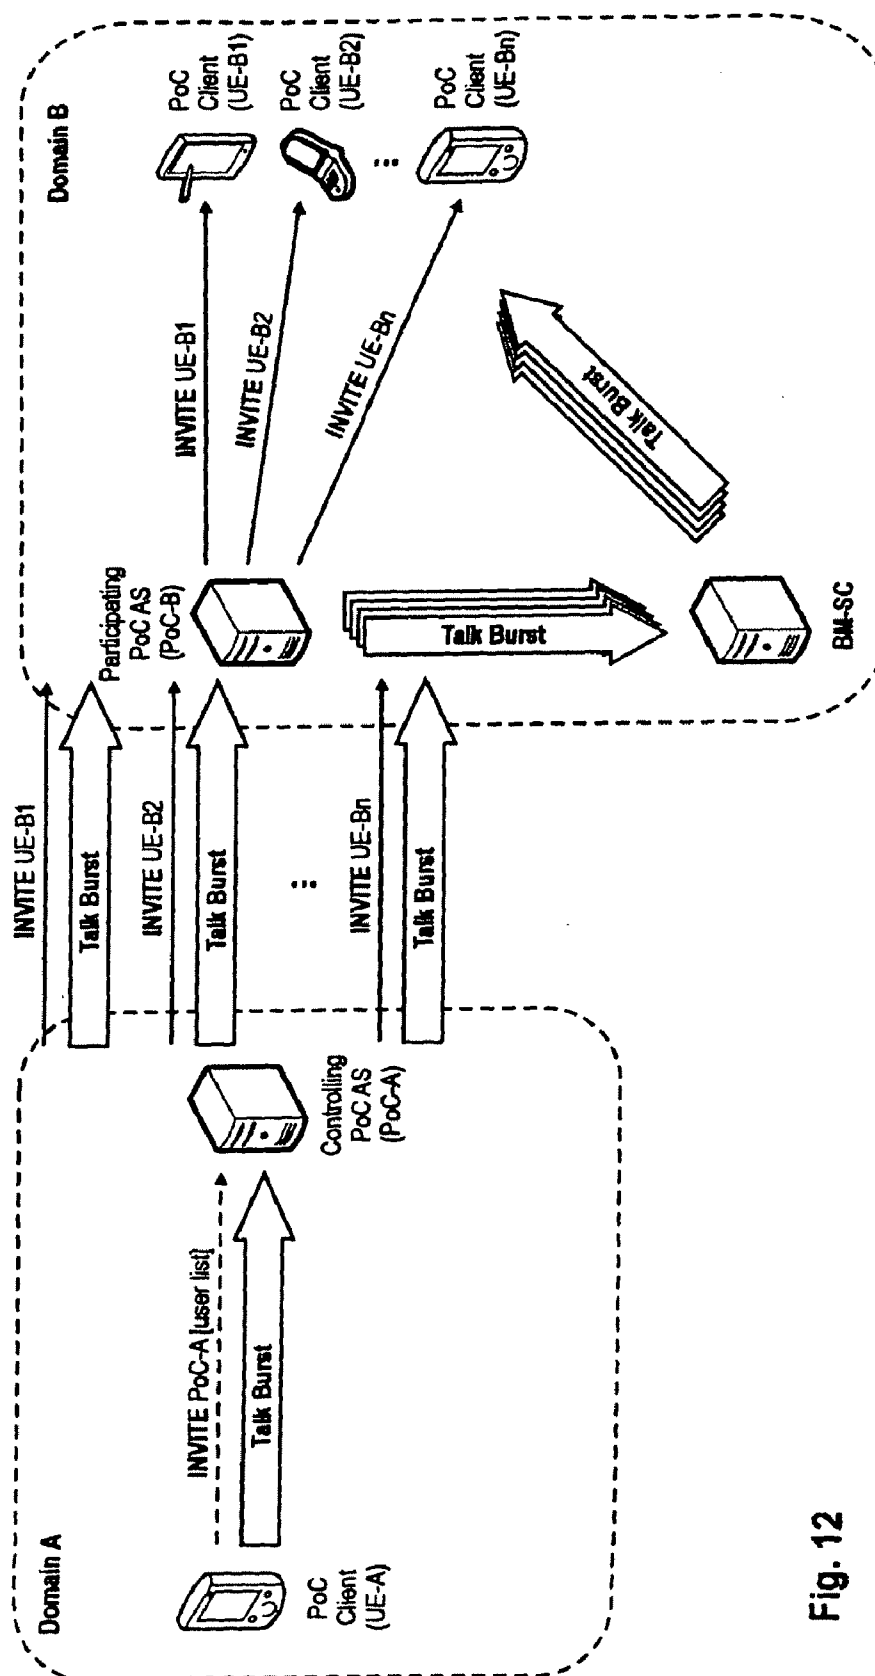 Domain A
PoC
Client
(UE-A)
INVITE PoC-A [user list]
Talk Burst
Controlling
PoC AS
(PoC-A)
INVITE UE-B1
Talk Burst
INVITE UE-B2
Talk Burst
...
INVITE UE-Bn
Talk Burst
Domain B
Participating
PoC AS
(PoC-B)
INVITE UE-B1
INVITE UE-B2
INVITE UE-Bn
PoC
Client
(UE-B1)
PoC
Client
(UE-B2)
...
PoC
Client
(UE-Bn)
Talk Burst
Talk Burst
BM-SC
Fig. 12